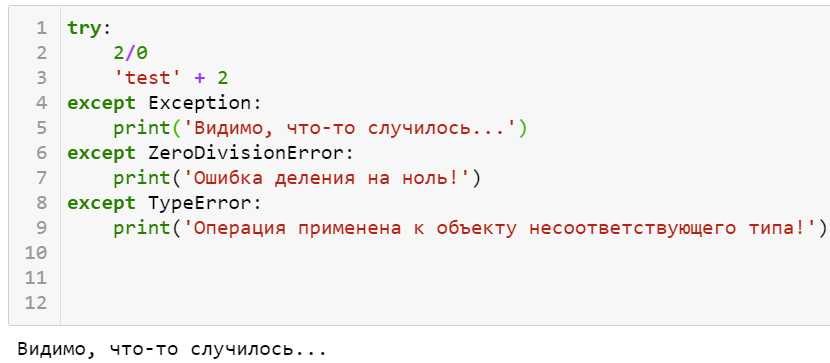 1 try:
2     2/0
3     'test' + 2
4 except Exception:
5     print('Видимо, что-то случилось...')
6 except ZeroDivisionError:
7     print('Ошибка деления на ноль!')
8 except TypeError:
9     print('Операция применена к объекту несоответствующего типа!')
10
11
12
Видимо, что-то случилось...